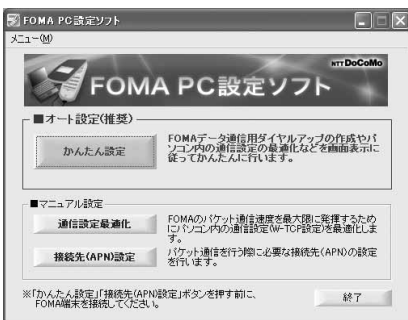 FOMA PC設定ソフト
メニュー(M)
NTT DoCoMo
FOMA PC設定ソフト
■オート設定(推奨)
かんたん設定
FOMAデータ通信用ダイヤルアップの作成やパ
ソコン内の通信設定の最適化などを画面表示に
従ってかんたんに行います。
■マニュアル設定
通信設定最適化
FOMAのパケット通信速度を最大限に発揮するため
にパソコン内の通信設定(W-TCP設定)を最適化しま
す。
接続先(APN)設定
パケット通信を行う際に必要な接続先(APN)の設定
を行います。
※「かんたん設定」「接続先(APN)設定」ボタンを押す前に、
FOMA端末を接続してください。
終了